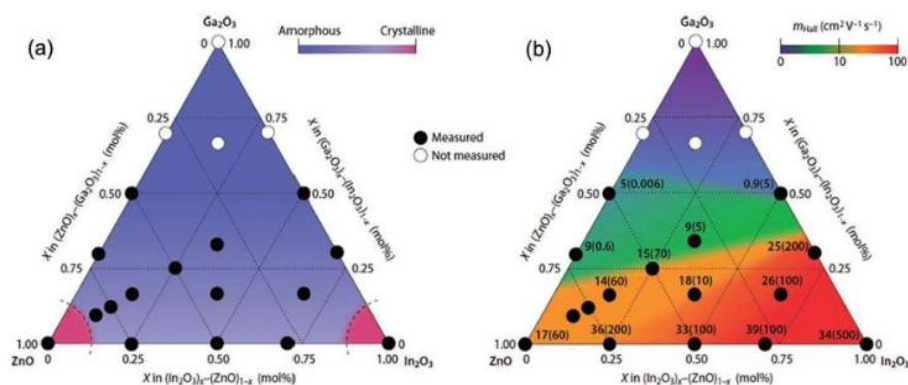 (a)
Ga₂O₃
0 1.00
Amorphous Crystalline
0.25 0.75
0.50 0.50
0.75 0.25
X in (ZnO)ₓ–(Ga₂O₃)₁₋ₓ (mol%)
X in (Ga₂O₃)ₓ–(In₂O₃)₁₋ₓ (mol%)
1.00 0
ZnO In₂O₃
0 0.25 0.50 0.75 1.00
X in (In₂O₃)ₓ–(ZnO)₁₋ₓ (mol%)
Measured
Not measured
(b)
Ga₂O₃
0 1.00
mHall (cm² V⁻¹ s⁻¹)
0 10 100
0.25 0.75
0.50 0.50
0.75 0.25
X in (ZnO)ₓ–(Ga₂O₃)₁₋ₓ (mol%)
X in (Ga₂O₃)ₓ–(In₂O₃)₁₋ₓ (mol%)
5(0.006) 0.9(5)
9(0.6) 9(5) 25(200)
15(70)
14(60) 18(10) 26(100)
17(60) 36(200) 33(100) 39(100) 34(500)
1.00 0
ZnO In₂O₃
0 0.25 0.50 0.75 1.00
X in (In₂O₃)ₓ–(ZnO)₁₋ₓ (mol%)